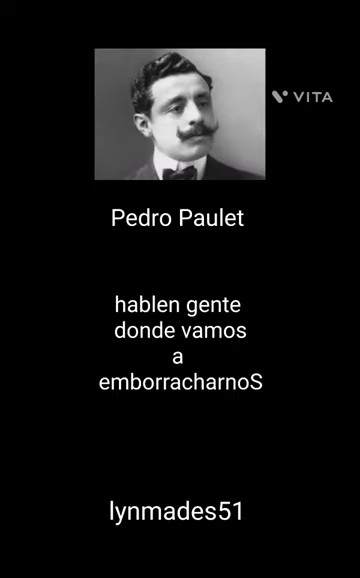 VITA
Pedro Paulet
hablen gente
donde vamos
a
emborracharnoS
lynmades51